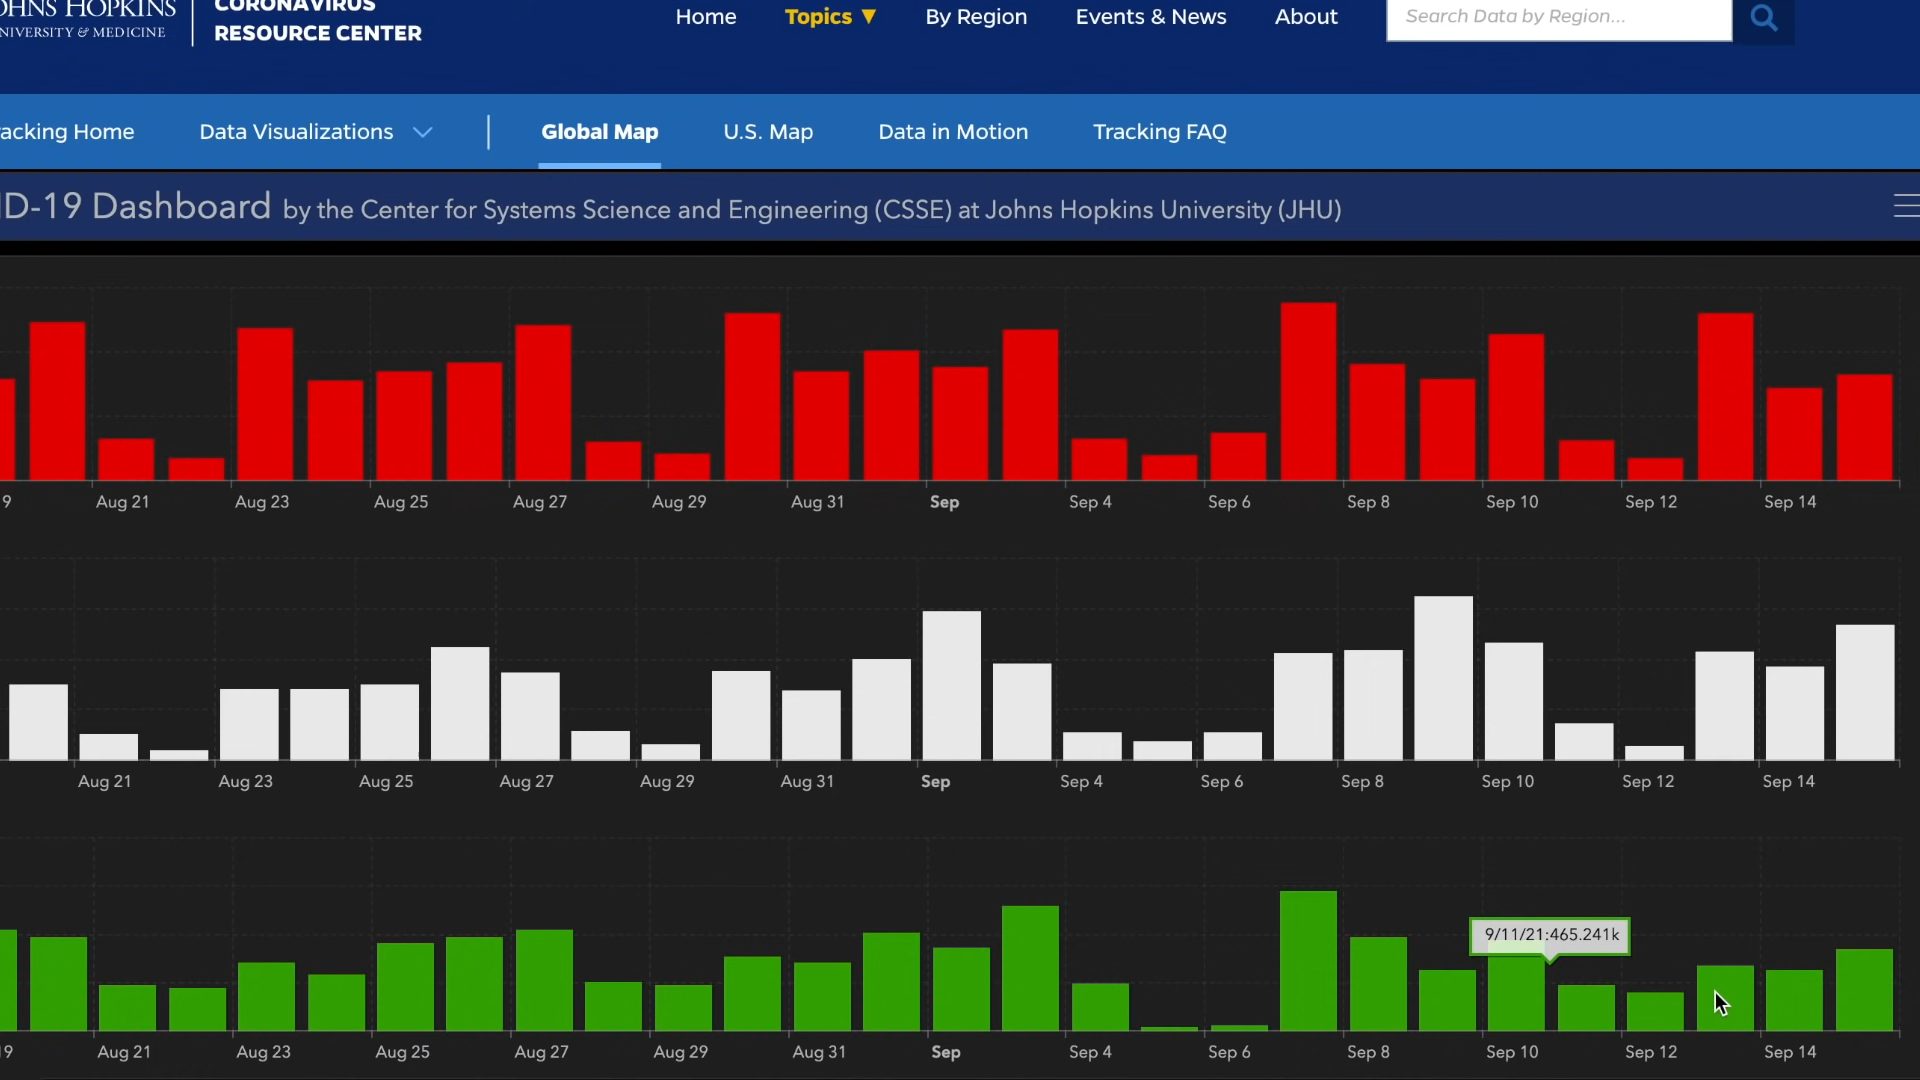 OHNS HOPKINS
NIVERSITY & MEDICINE
CORONAVIRUS
RESOURCE CENTER
Home
Topics ▼
By Region
Events & News
About
Search Data by Region...
acking Home
Data Visualizations
Global Map
U.S. Map
Data in Motion
Tracking FAQ
ID-19 Dashboard by the Center for Systems Science and Engineering (CSSE) at Johns Hopkins University (JHU)
9 Aug 21 Aug 23 Aug 25 Aug 27 Aug 29 Aug 31 Sep Sep 4 Sep 6 Sep 8 Sep 10 Sep 12 Sep 14
Aug 21 Aug 23 Aug 25 Aug 27 Aug 29 Aug 31 Sep Sep 4 Sep 6 Sep 8 Sep 10 Sep 12 Sep 14
9/11/21:465.241k
19 Aug 21 Aug 23 Aug 25 Aug 27 Aug 29 Aug 31 Sep Sep 4 Sep 6 Sep 8 Sep 10 Sep 12 Sep 14